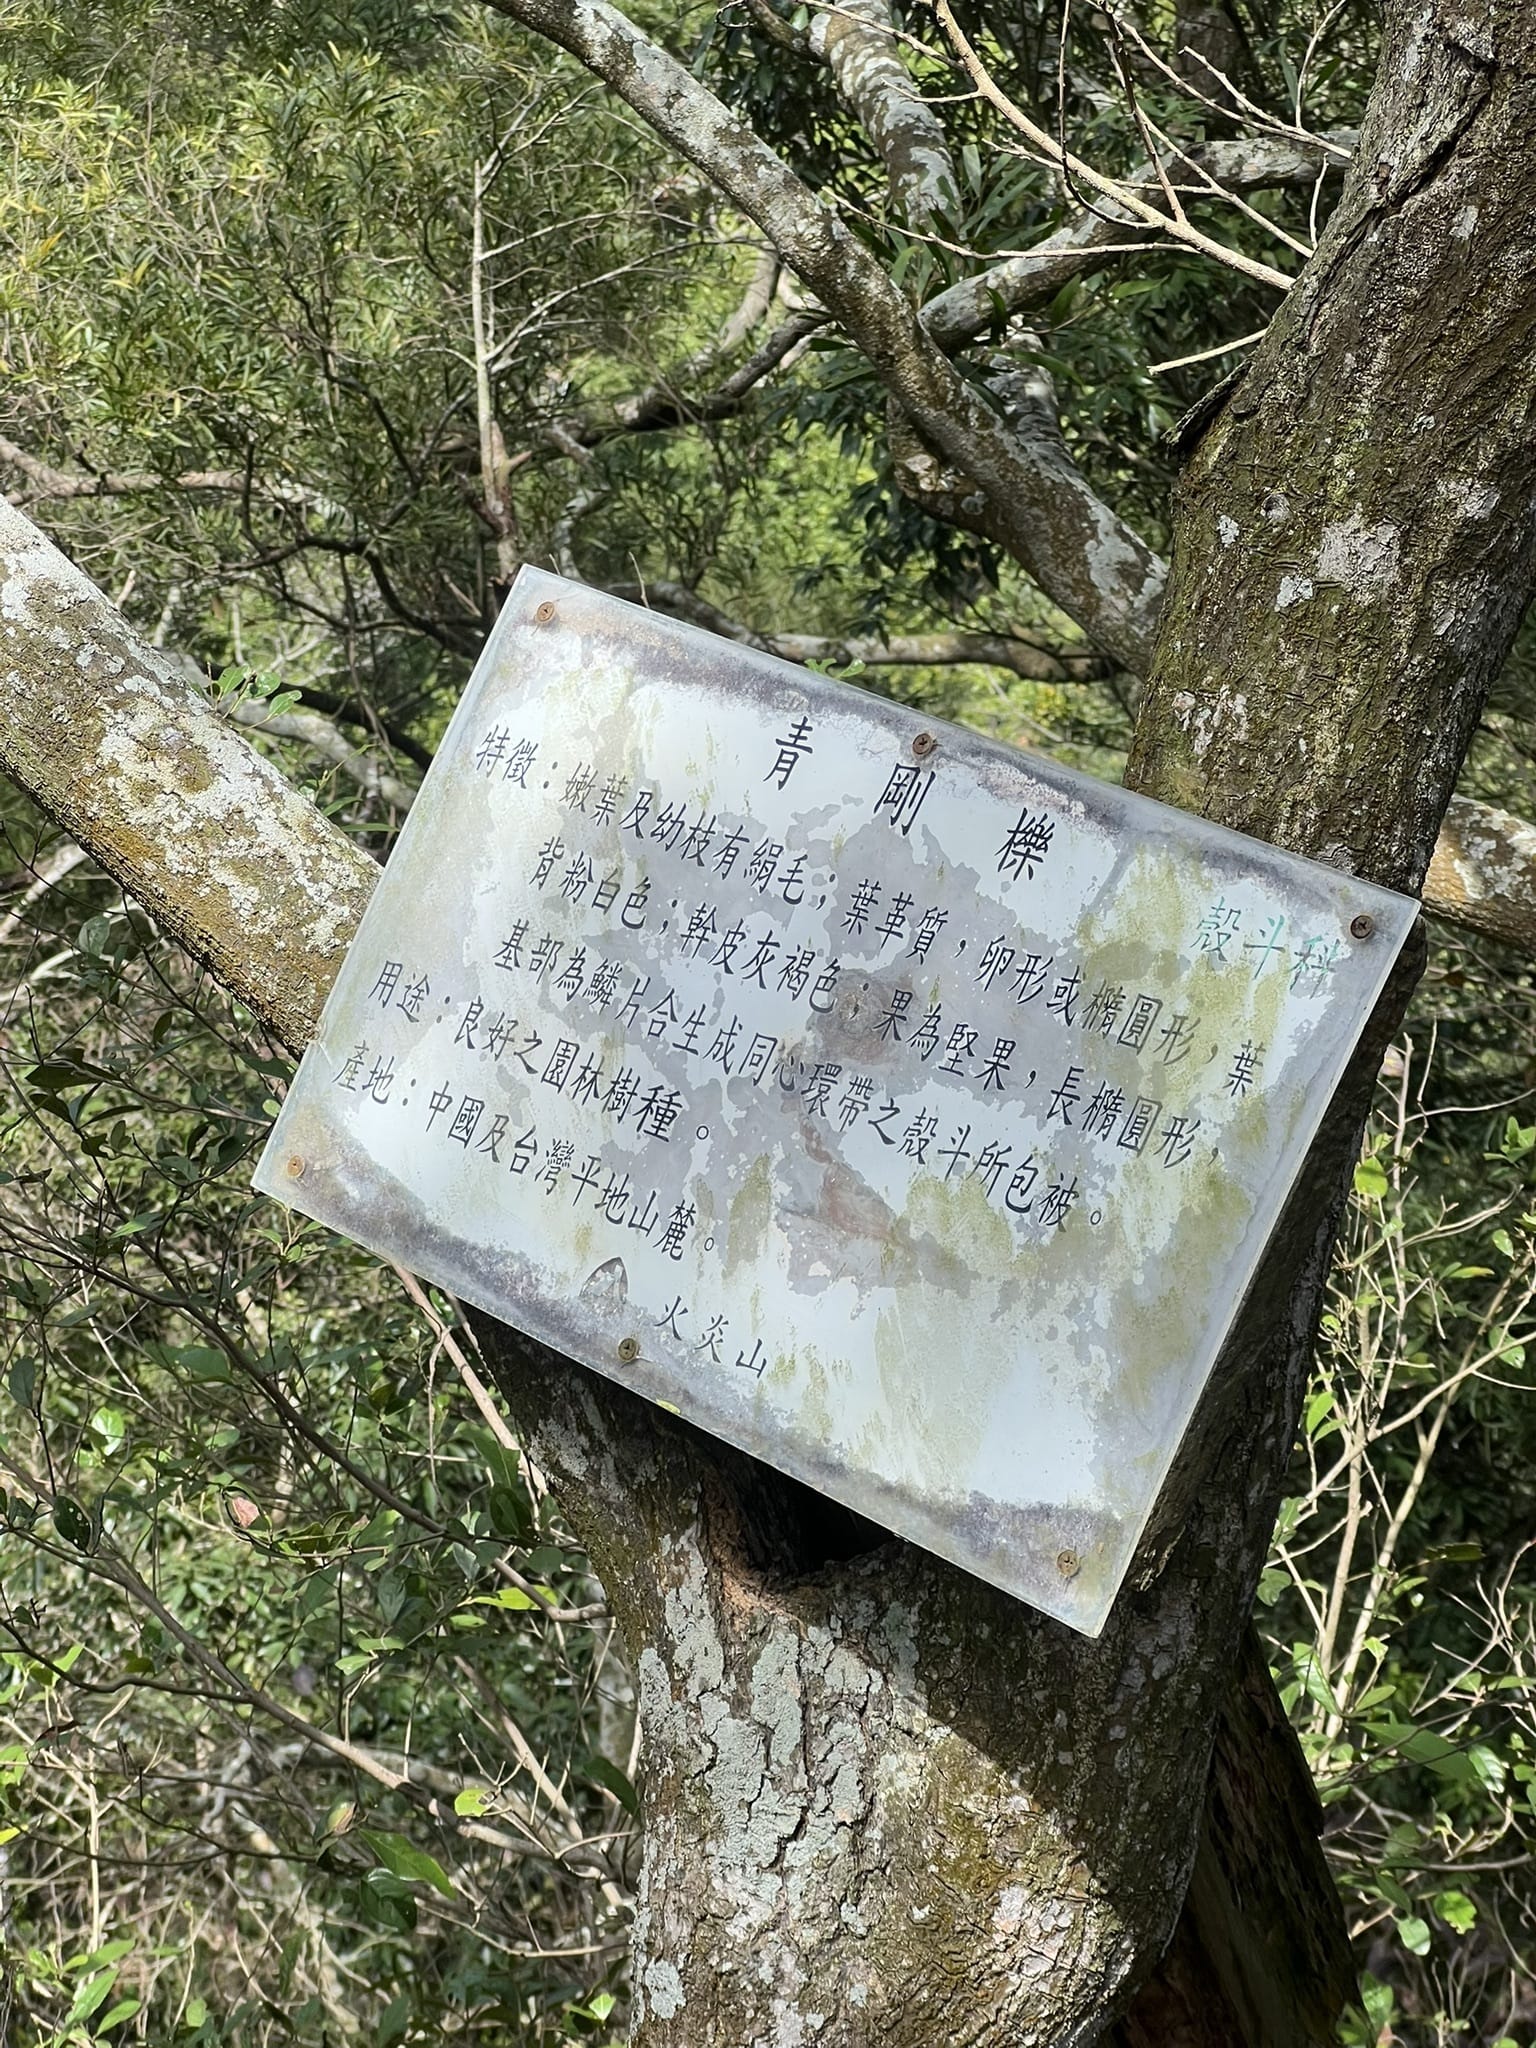 青剛櫟
殼斗科
特徵：嫩葉及幼枝有絹毛；葉革質，卵形或橢圓形，葉
背粉白色；幹皮灰褐色；果為堅果，長橢圓形，
基部為鱗片合生成同心環帶之殼斗所包被。
用途：良好之園林樹種。
產地：中國及台灣平地山麓。
火炎山